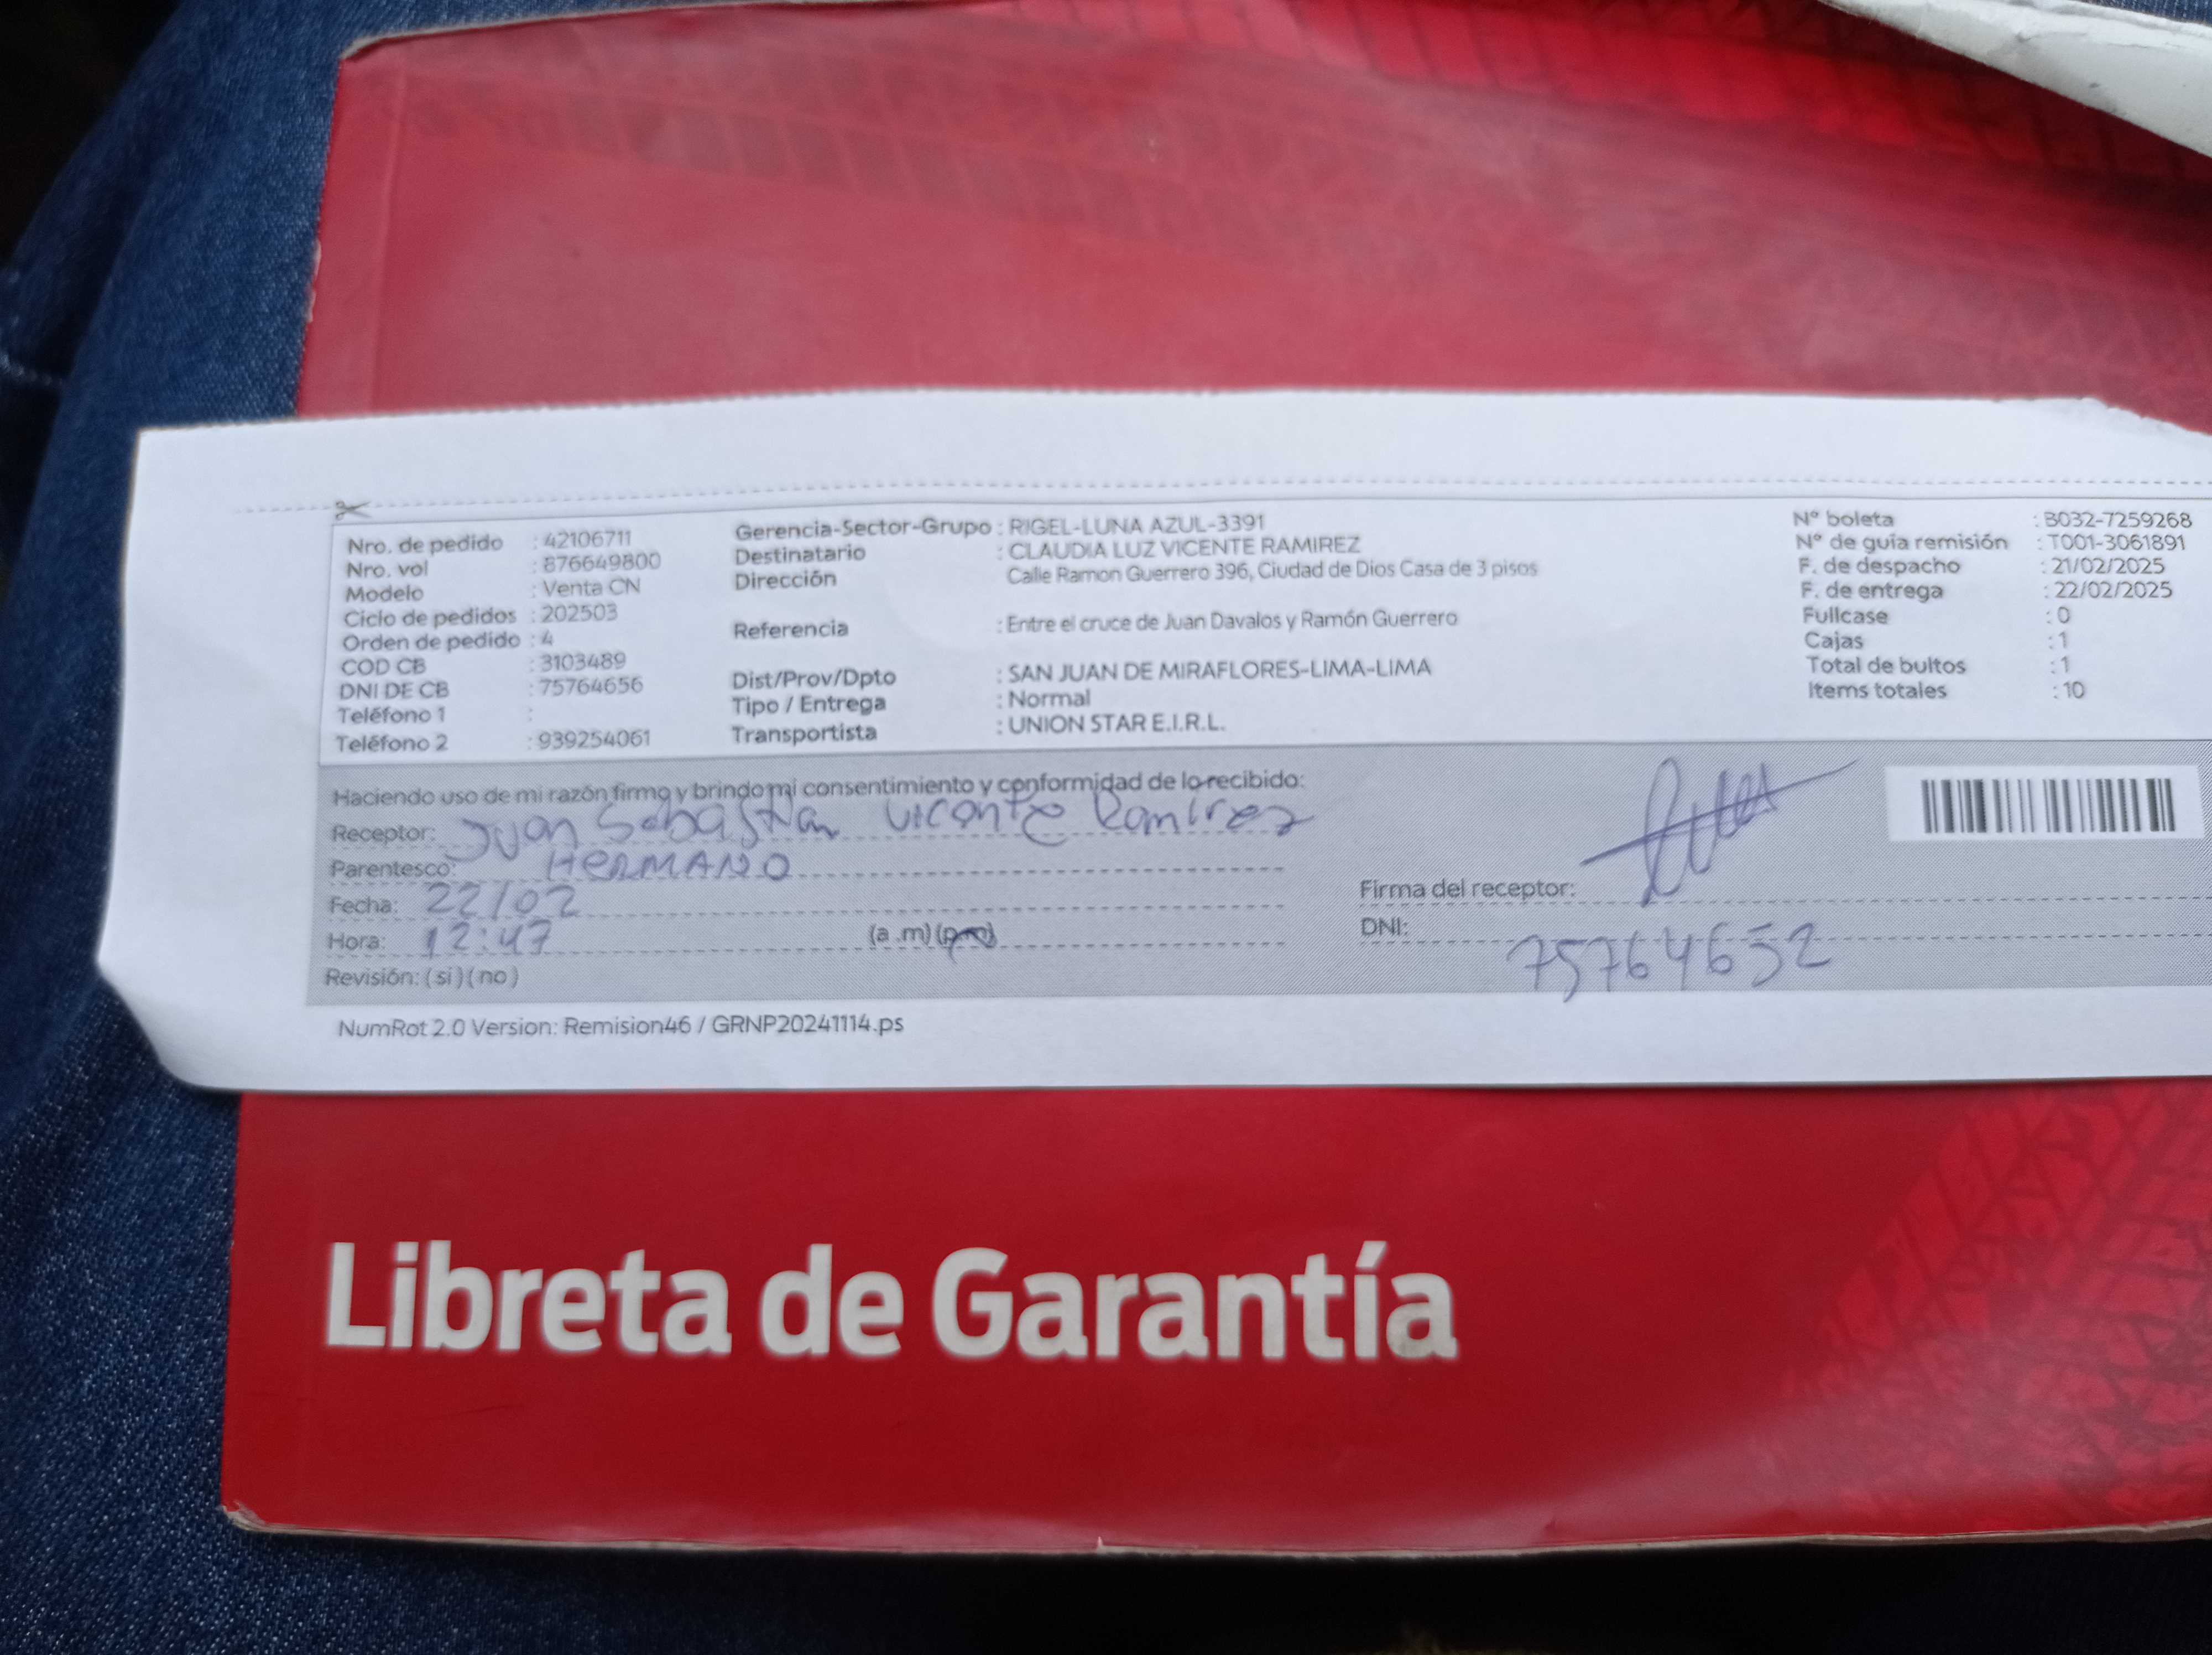 Nro. de pedido : 42106711
Nro. vol : 876649800
Modelo : Venta CN
Ciclo de pedidos : 202503
Orden de pedido : 4
COD CB : 3103489
DNI DE CB : 75764656
Teléfono 1 :
Teléfono 2 : 939254061
Gerencia-Sector-Grupo : RIGEL-LUNA AZUL-3391
Destinatario : CLAUDIA LUZ VICENTE RAMIREZ
Dirección Calle Ramon Guerrero 396, Ciudad de Dios Casa de 3 pisos
Referencia : Entre el cruce de Juan Davalos y Ramón Guerrero
Dist/Prov/Dpto : SAN JUAN DE MIRAFLORES-LIMA-LIMA
Tipo / Entrega : Normal
Transportista : UNION STAR E.I.R.L.
Nº boleta : B032-7259268
Nº de guía remisión : T001-3061891
F. de despacho : 21/02/2025
F. de entrega : 22/02/2025
Fullcase : 0
Cajas : 1
Total de bultos : 1
Items totales : 10
Haciendo uso de mi razón firmo y brindo mi consentimiento y conformidad de lo recibido:
Receptor: Juan Sebastian Vicente Ramirez
Parentesco: HERMANO
Fecha: 22/02
Hora: 12:47 (a .m) (p.m)
Revisión: ( si ) ( no )
Firma del receptor:
DNI: 75764652
NumRot 2.0 Version: Remision46 / GRNP20241114.ps
Libreta de Garantía